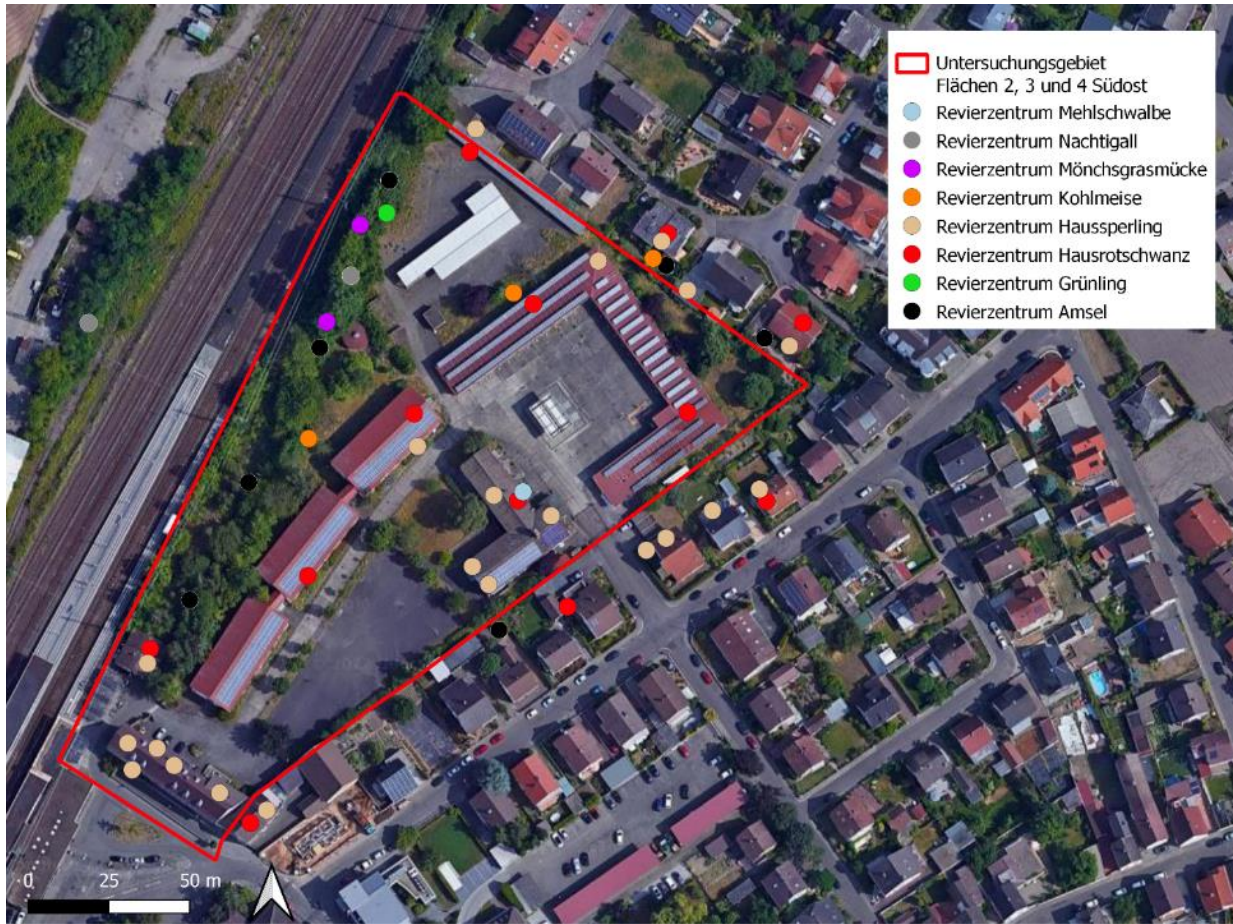 Untersuchungsgebiet
Flächen 2, 3 und 4 Südost
Revierzentrum Mehlschwalbe
Revierzentrum Nachtigall
Revierzentrum Mönchsgrasmücke
Revierzentrum Kohlmeise
Revierzentrum Haussperling
Revierzentrum Hausrotschwanz
Revierzentrum Grünling
Revierzentrum Amsel
0 25 50 m